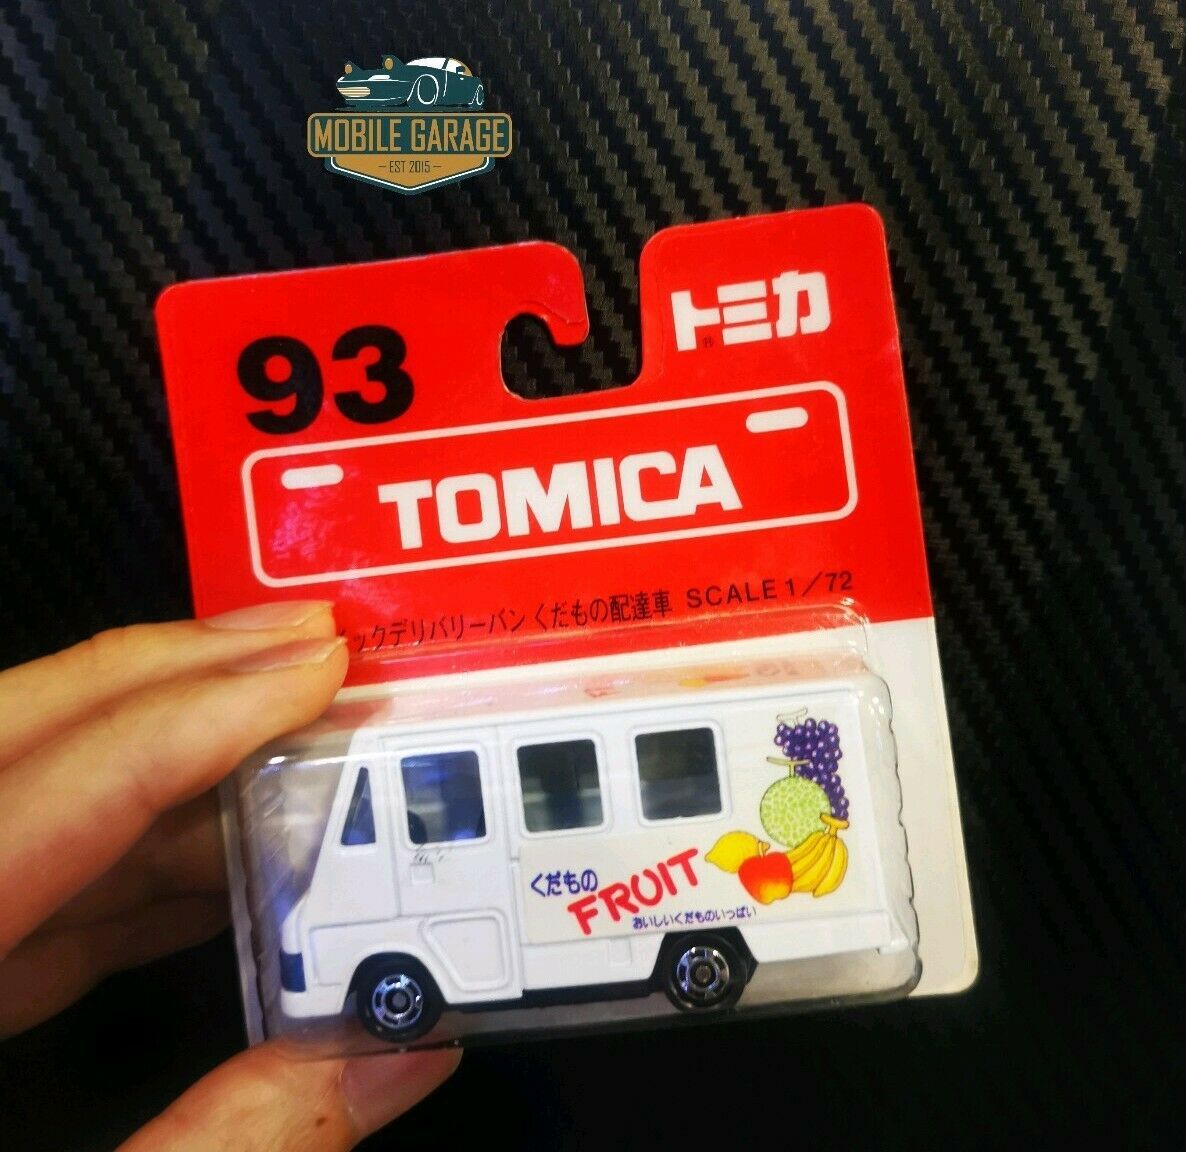 MOBILE GARAGE
EST 2015
93
トミカ
®
TOMICA
ックデリバリーバン くだもの配達車 SCALE 1/72
くだもの
FRUIT
おいしいくだものいっぱい